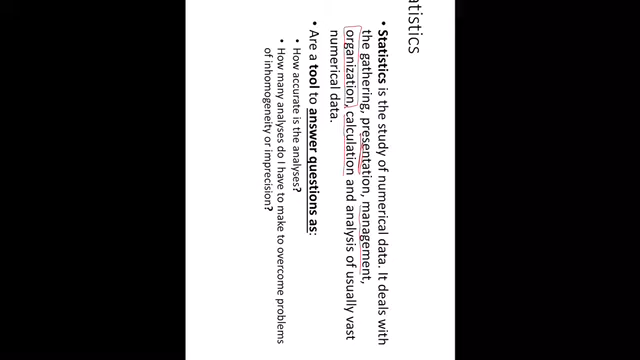 atistics
• Statistics is the study of numerical data. It deals with
the gathering, presentation, management,
organization, calculation and analysis of usually vast
numerical data.
• Are a tool to answer questions as:
• How accurate is the analyses?
• How many analyses do I have to make to overcome problems
of inhomogeneity or imprecision?